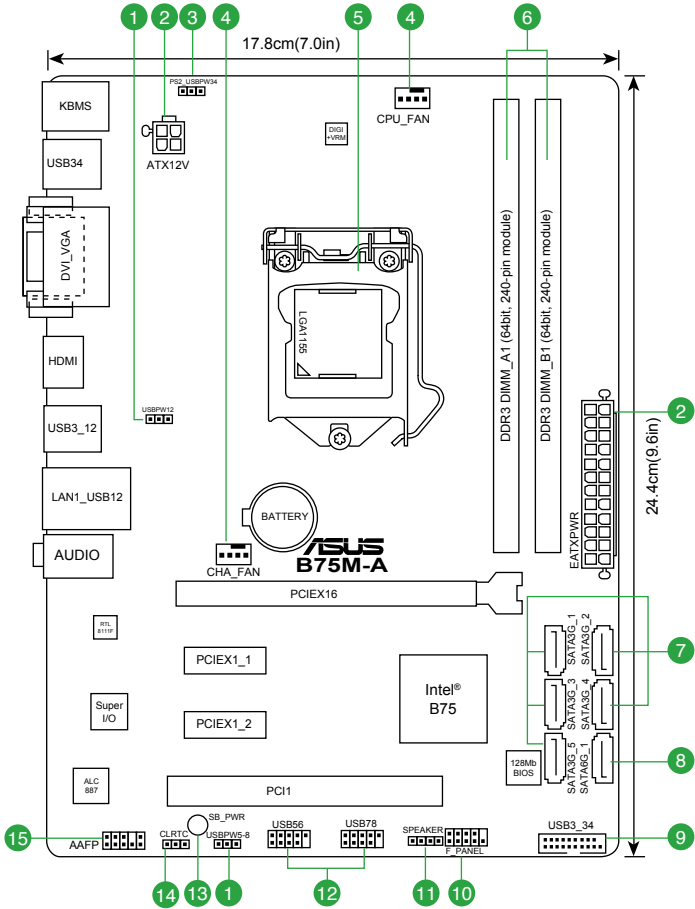 1 2 3 4 5 4 6
17.8cm(7.0in)
PS2_USBPW34
KBMS
CPU_FAN
DIGI
+VRM
ATX12V
USB34
DVI_VGA
LGA1155
DDR3 DIMM_A1 (64bit, 240-pin module)
DDR3 DIMM_B1 (64bit, 240-pin module)
HDMI
1
USBPW12
2
USB3_12
24.4cm(9.6in)
EATXPWR
LAN1_USB12
BATTERY
4
AUDIO
CHA_FAN
ASUS
B75M-A
PCIEX16
RTL
8111F
SATA3G_1
SATA3G_2
7
PCIEX1_1
Intel®
B75
SATA3G_3
SATA3G_4
Super
I/O
PCIEX1_2
SATA3G_5
SATA6G_1
8
128Mb
BIOS
ALC
887
PCI1
SB_PWR
15
AAFP
CLRTC
USBPW5-8
USB56
USB78
SPEAKER
F_PANEL
USB3_34
9
14 13 1 12 11 10